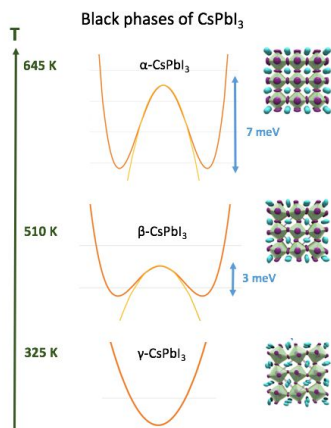 Black phases of CsPbI₃
T
645 K
α-CsPbI₃
7 meV
510 K
β-CsPbI₃
3 meV
325 K
γ-CsPbI₃